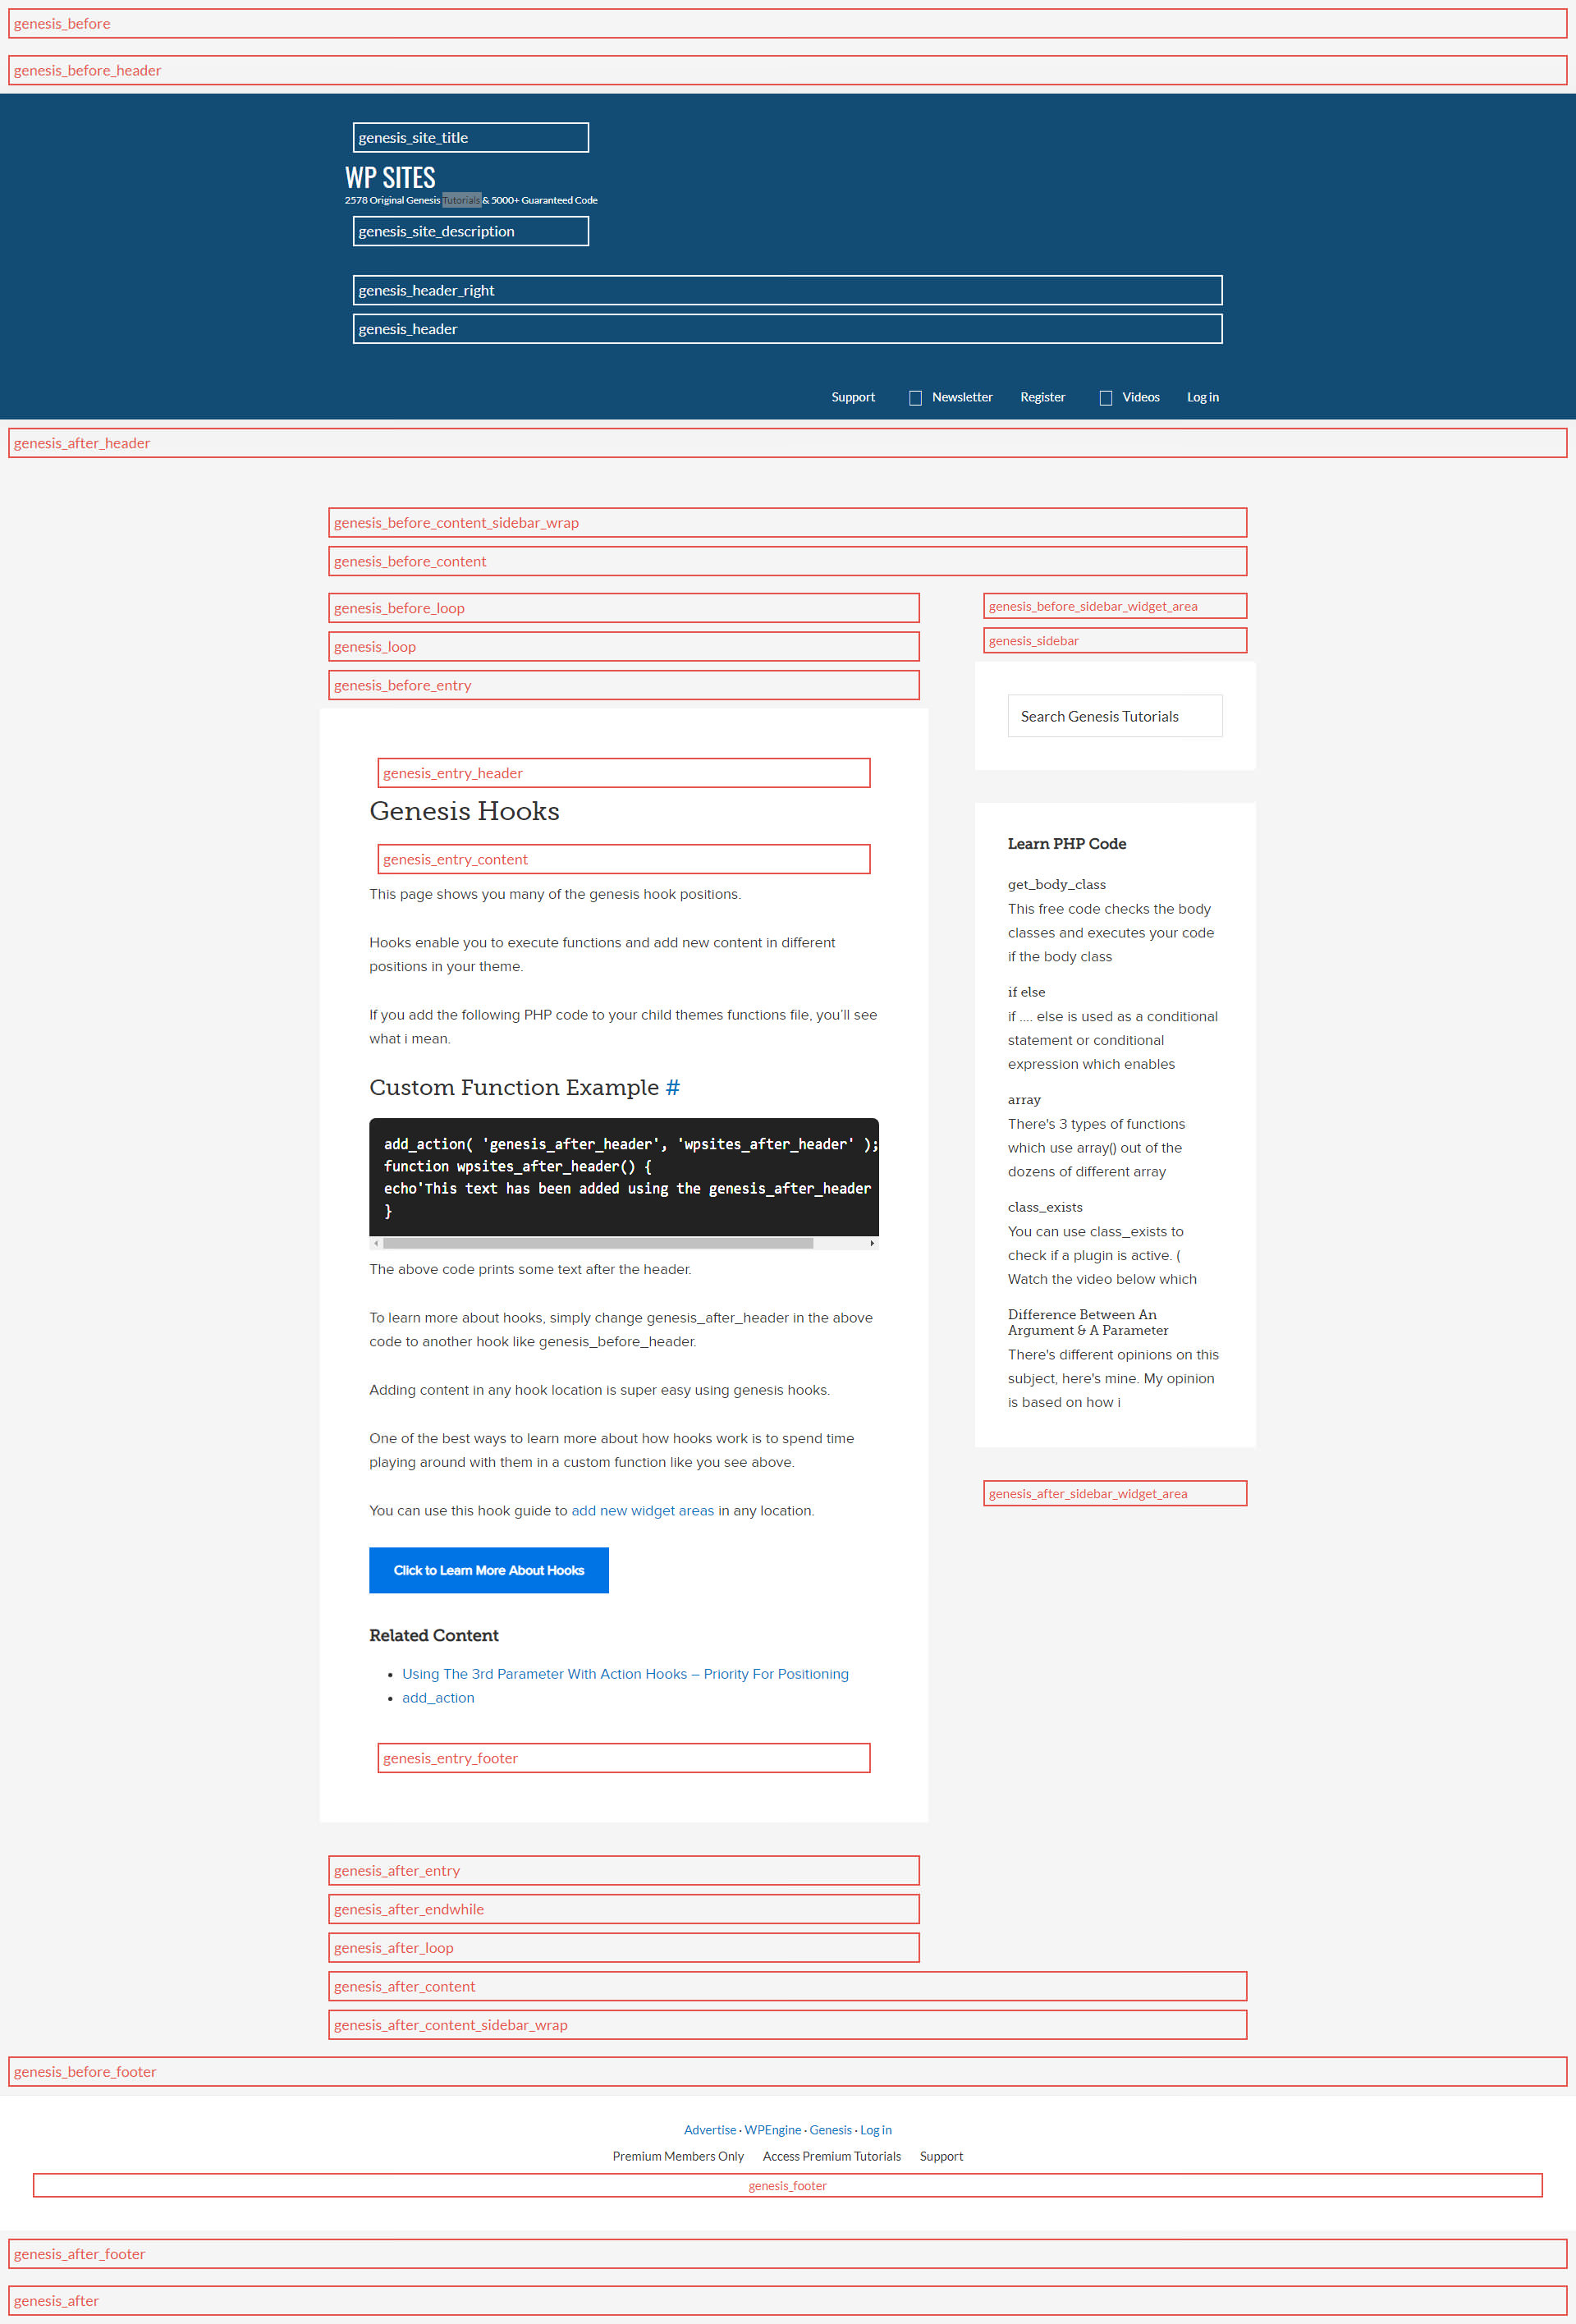 genesis_before
genesis_before_header
genesis_site_title
WP SITES
2578 Original Genesis Tutorials & 5000+ Guaranteed Code
genesis_site_description
genesis_header_right
genesis_header
Support Newsletter Register Videos Log in
genesis_after_header
genesis_before_content_sidebar_wrap
genesis_before_content
genesis_before_loop
genesis_loop
genesis_before_entry
genesis_entry_header
Genesis Hooks
genesis_entry_content
This page shows you many of the genesis hook positions.
Hooks enable you to execute functions and add new content in different
positions in your theme.
If you add the following PHP code to your child themes functions file, you’ll see
what i mean.
Custom Function Example #
add_action( 'genesis_after_header', 'wpsites_after_header' );
function wpsites_after_header() {
echo'This text has been added using the genesis_after_header
}
The above code prints some text after the header.
To learn more about hooks, simply change genesis_after_header in the above
code to another hook like genesis_before_header.
Adding content in any hook location is super easy using genesis hooks.
One of the best ways to learn more about how hooks work is to spend time
playing around with them in a custom function like you see above.
You can use this hook guide to add new widget areas in any location.
Click to Learn More About Hooks
Related Content
• Using The 3rd Parameter With Action Hooks – Priority For Positioning
• add_action
genesis_entry_footer
genesis_before_sidebar_widget_area
genesis_sidebar
Search Genesis Tutorials
Learn PHP Code
get_body_class
This free code checks the body
classes and executes your code
if the body class
if else
if .... else is used as a conditional
statement or conditional
expression which enables
array
There's 3 types of functions
which use array() out of the
dozens of different array
class_exists
You can use class_exists to
check if a plugin is active. (
Watch the video below which
Difference Between An
Argument & A Parameter
There's different opinions on this
subject, here's mine. My opinion
is based on how i
genesis_after_sidebar_widget_area
genesis_after_entry
genesis_after_endwhile
genesis_after_loop
genesis_after_content
genesis_after_content_sidebar_wrap
genesis_before_footer
Advertise · WPEngine · Genesis · Log in
Premium Members Only Access Premium Tutorials Support
genesis_footer
genesis_after_footer
genesis_after